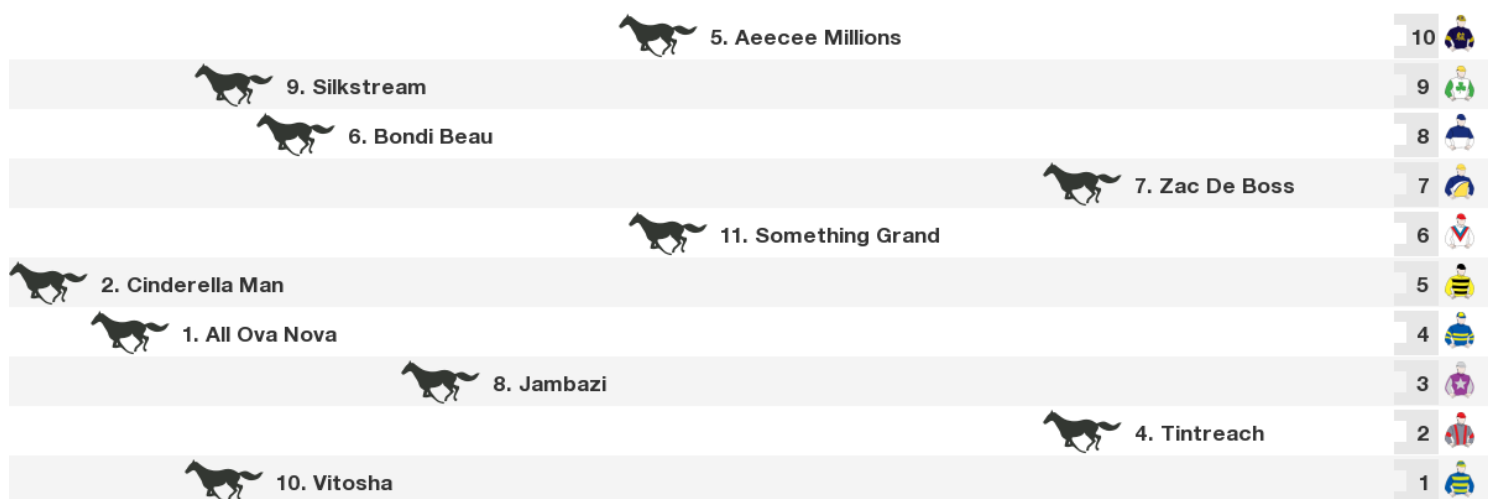 5. Aeecee Millions 10
9. Silkstream 9
6. Bondi Beau 8
7. Zac De Boss 7
11. Something Grand 6
2. Cinderella Man 5
1. All Ova Nova 4
8. Jambazi 3
4. Tintreach 2
10. Vitosha 1